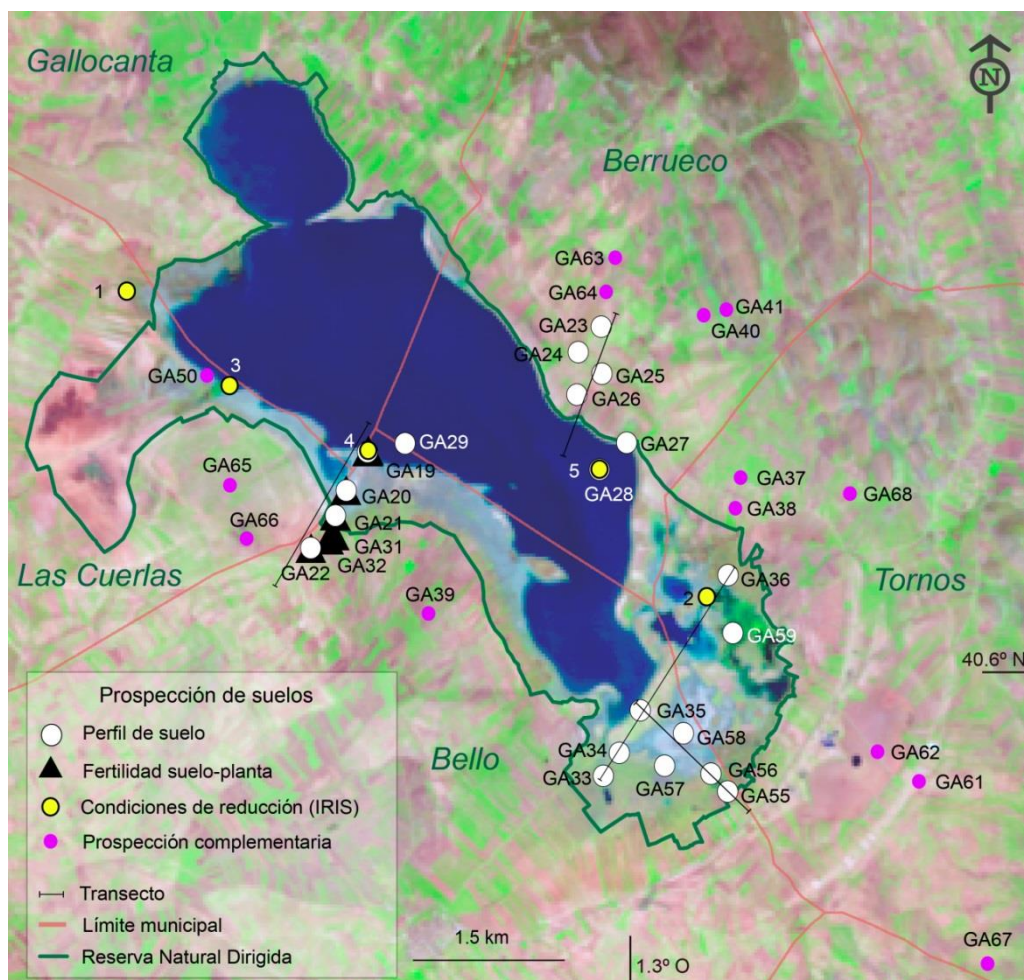 Gallocanta
N
Berrueco
GA63
1
GA64
GA41
GA23
GA40
GA24
3
GA25
GA50
GA26
4
GA29
GA27
GA19
5
GA65
GA28
GA37
GA20
GA68
GA38
GA21
GA66
GA31
GA32
Las Cuerlas
GA22
GA36
Tornos
2
GA39
GA59
40.6º N
Prospección de suelos
GA35
Perfil de suelo
GA58
GA34
GA62
Bello
Fertilidad suelo-planta
GA33
GA57
GA56
GA61
GA55
Condiciones de reducción (IRIS)
Prospección complementaria
Transecto
Límite municipal
1.5 km
GA67
Reserva Natural Dirigida
1.3º O